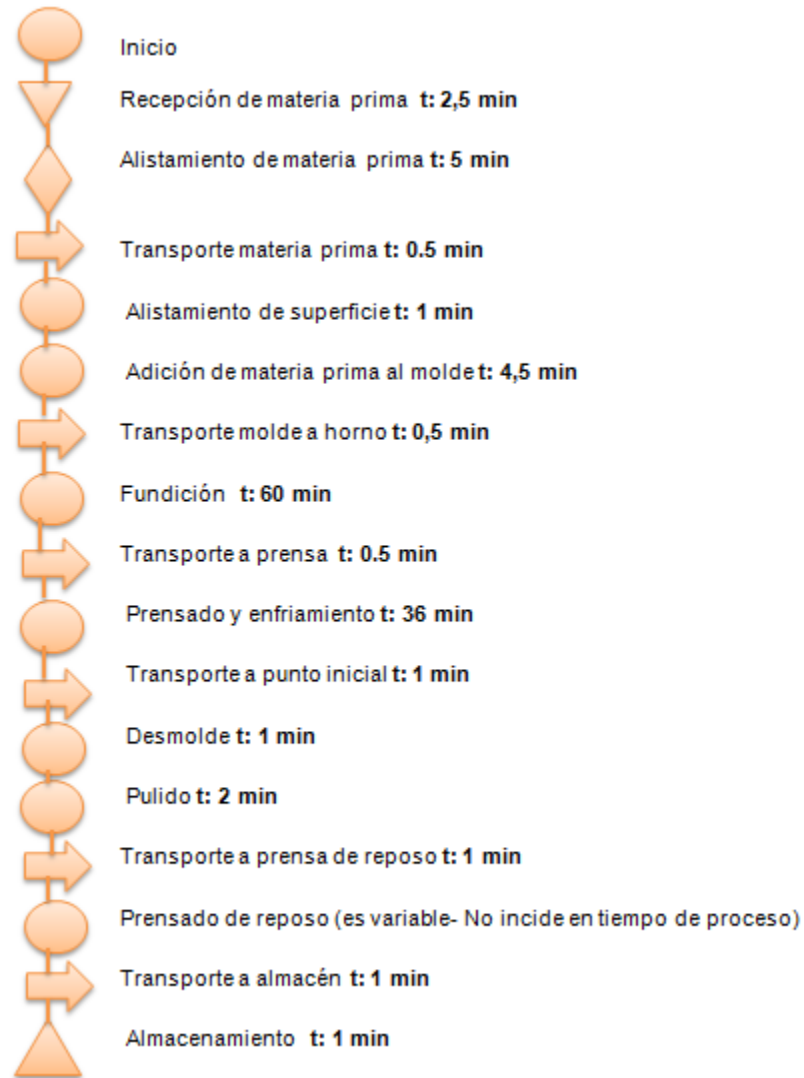 Inicio
Recepción de materia prima t: 2,5 min
Alistamiento de materia prima t: 5 min
Transporte materia prima t: 0.5 min
Alistamiento de superficie t: 1 min
Adición de materia prima al molde t: 4,5 min
Transporte molde a horno t: 0,5 min
Fundición t: 60 min
Transporte a prensa t: 0.5 min
Prensado y enfriamiento t: 36 min
Transporte a punto inicial t: 1 min
Desmolde t: 1 min
Pulido t: 2 min
Transporte a prensa de reposo t: 1 min
Prensado de reposo (es variable- No incide en tiempo de proceso)
Transporte a almacén t: 1 min
Almacenamiento t: 1 min